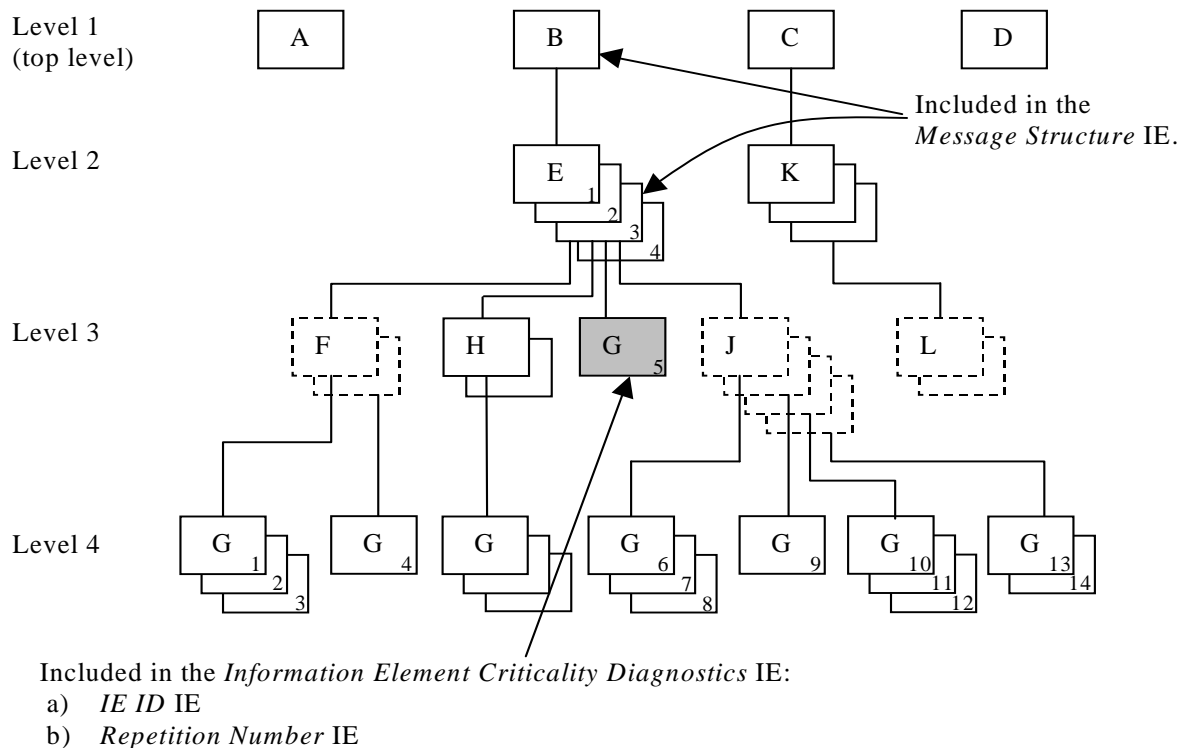 Level 1
(top level)
A
B
C
D
Included in the
Message Structure IE.
Level 2
E
1
2
3
4
K
Level 3
F
H
G
5
J
L
Level 4
G
1
2
3
G
4
G
G
6
7
8
G
9
G
10
11
12
G
13
14
Included in the Information Element Criticality Diagnostics IE:
a) IE ID IE
b) Repetition Number IE